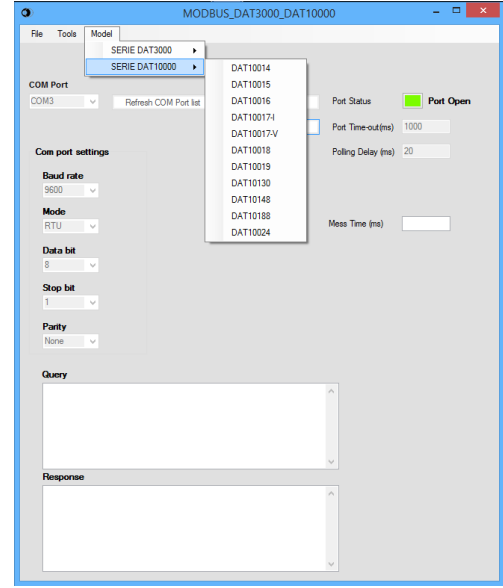 MODBUS_DAT3000_DAT10000
File Tools Model
SERIE DAT3000
SERIE DAT10000
DAT10014
DAT10015
DAT10016
DAT10017-I
DAT10017-V
DAT10018
DAT10019
DAT10130
DAT10148
DAT10188
DAT10024
COM Port
COM3 Refresh COM Port list
Port Status Port Open
Port Time-out(ms) 1000
Polling Delay (ms) 20
Mess Time (ms)
Com port settings
Baud rate
9600
Mode
RTU
Data bit
8
Stop bit
1
Parity
None
Query
Response